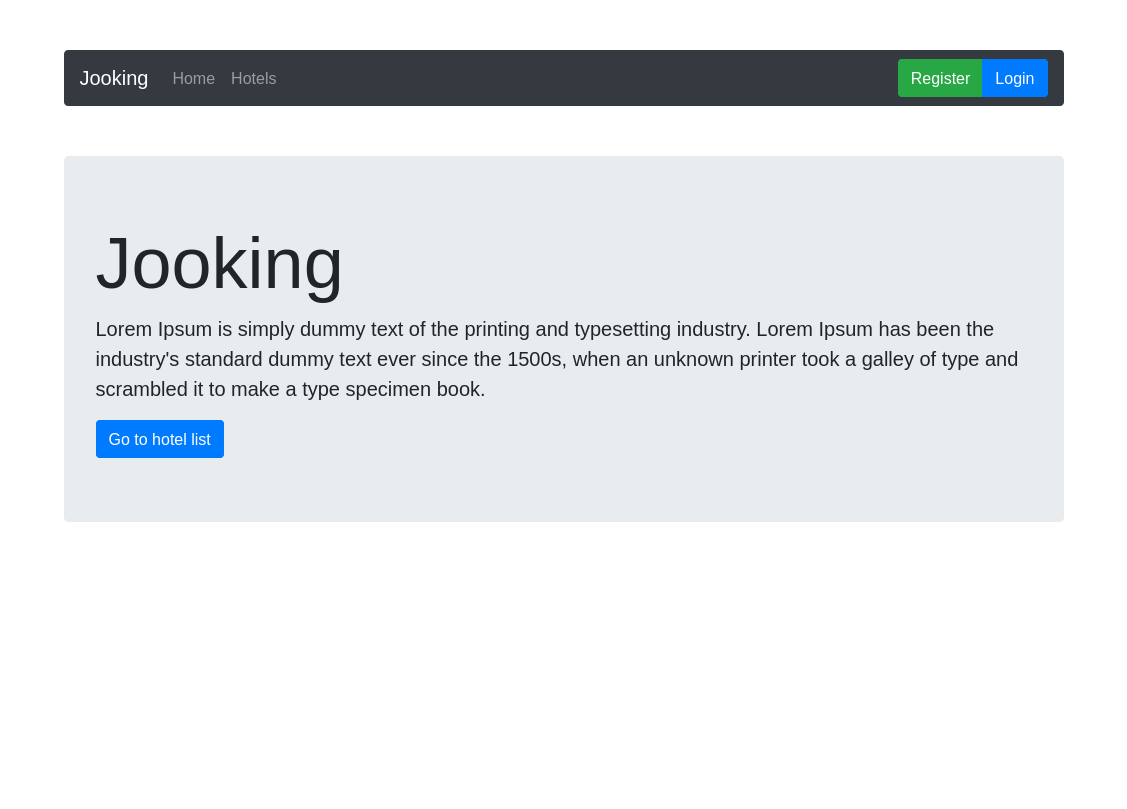 Jooking Home Hotels Register Login
Jooking
Lorem Ipsum is simply dummy text of the printing and typesetting industry. Lorem Ipsum has been the
industry's standard dummy text ever since the 1500s, when an unknown printer took a galley of type and
scrambled it to make a type specimen book.
Go to hotel list